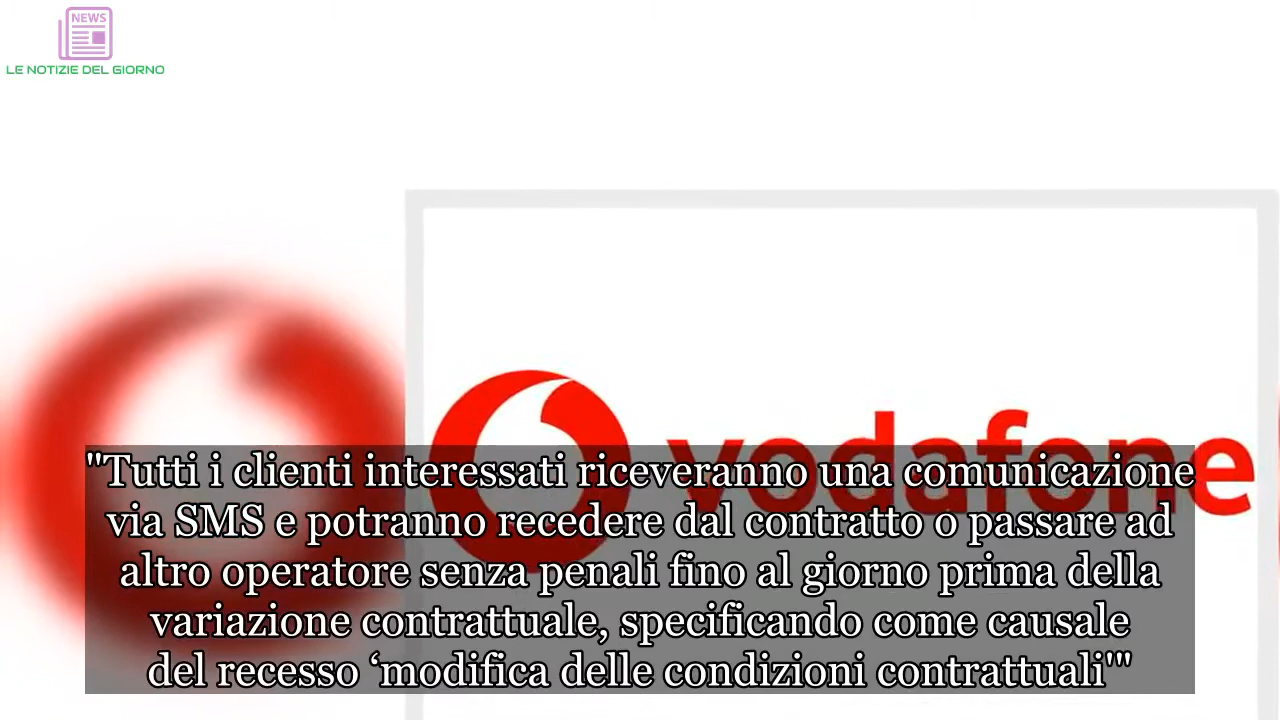 NEWS
LE NOTIZIE DEL GIORNO
vodafone
"Tutti i clienti interessati riceveranno una comunicazione
via SMS e potranno recedere dal contratto o passare ad
altro operatore senza penali fino al giorno prima della
variazione contrattuale, specificando come causale
del recesso ‘modifica delle condizioni contrattuali'"